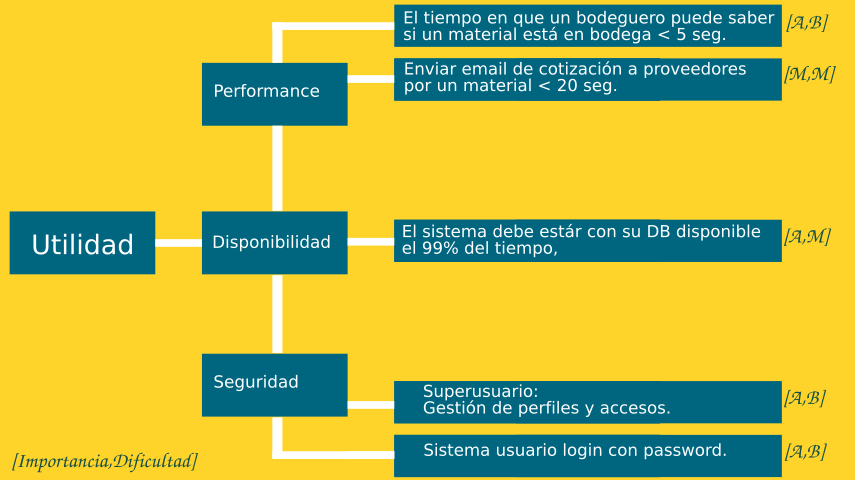 El tiempo en que un bodeguero puede saber
si un material está en bodega < 5 seg.
[A,B]
Enviar email de cotización a proveedores
por un material < 20 seg.
[M,M]
Performance
Utilidad
Disponibilidad
El sistema debe estár con su DB disponible
el 99% del tiempo,
[A,M]
Seguridad
Superusuario:
Gestión de perfiles y accesos.
[A,B]
Sistema usuario login con password.
[A,B]
[Importancia,Dificultad]